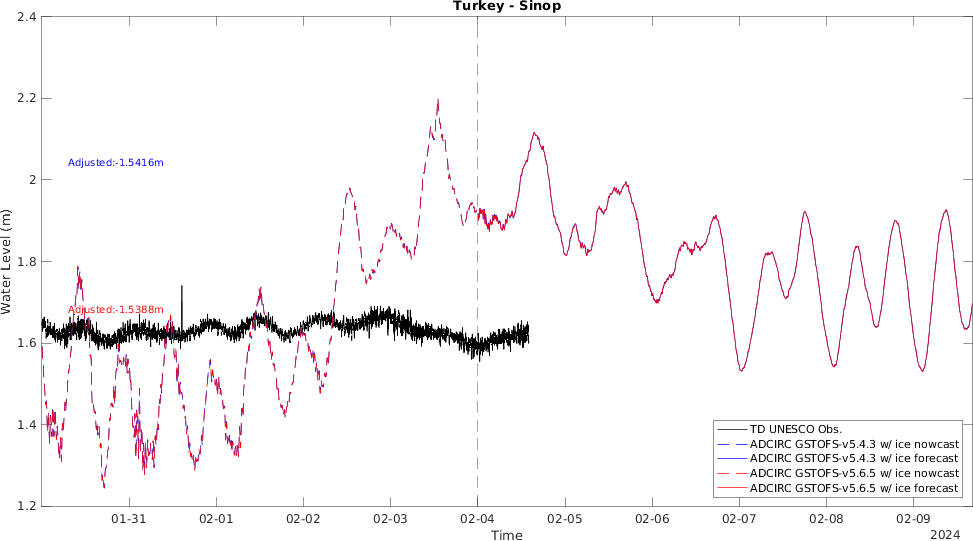 Turkey - Sinop
2.4
2.2
2
1.8
1.6
1.4
1.2
Water Level (m)
Adjusted:-1.5416m
Adjusted:-1.5388m
TD UNESCO Obs.
ADCIRC GSTOFS-v5.4.3 w/ ice nowcast
ADCIRC GSTOFS-v5.4.3 w/ ice forecast
ADCIRC GSTOFS-v5.6.5 w/ ice nowcast
ADCIRC GSTOFS-v5.6.5 w/ ice forecast
01-31 02-01 02-02 02-03 02-04 02-05 02-06 02-07 02-08 02-09
Time
2024